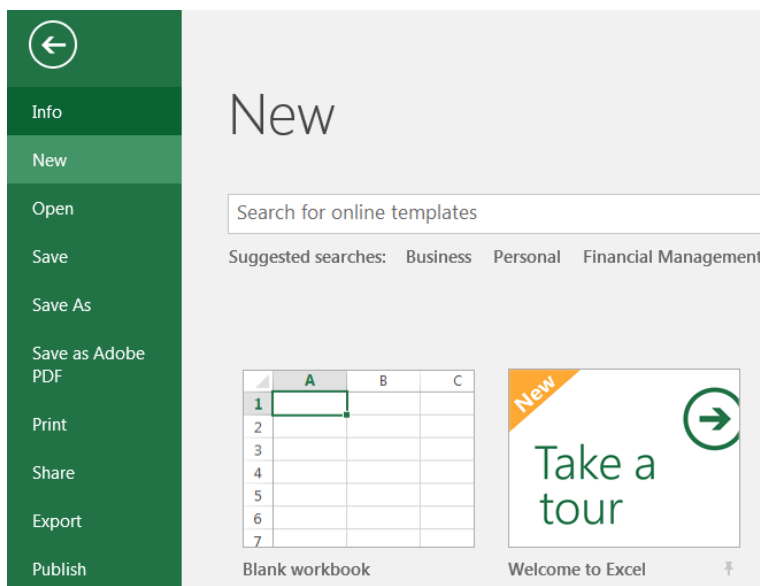 Info
New
Open
Save
Save As
Save as Adobe
PDF
Print
Share
Export
Publish
New
Search for online templates
Suggested searches: Business Personal Financial Management
A B C
1
2
3
4
5
6
7
Blank workbook
New
Take a
tour
Welcome to Excel